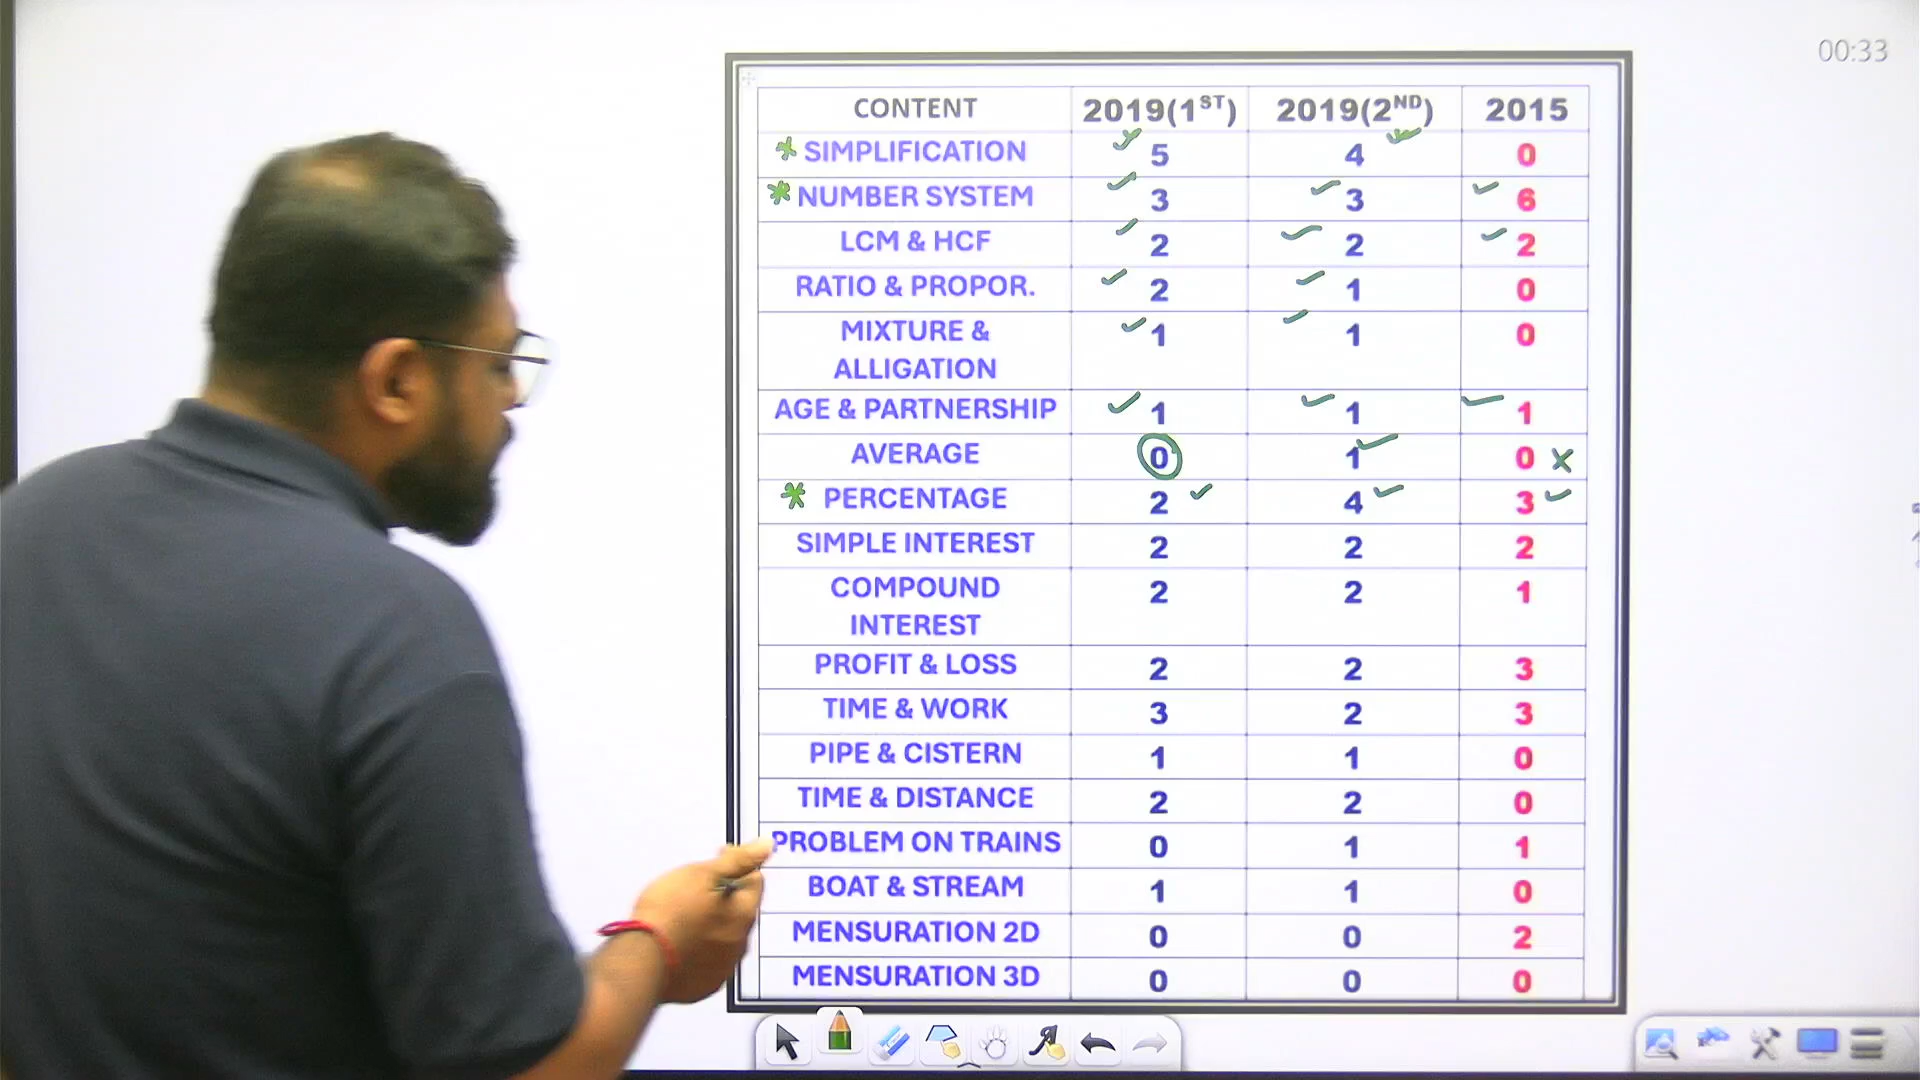 00:33
CONTENT 2019(1ST) 2019(2ND) 2015
SIMPLIFICATION 5 4 0
NUMBER SYSTEM 3 3 6
LCM & HCF 2 2 2
RATIO & PROPOR. 2 1 0
MIXTURE & 1 1 0
ALLIGATION
AGE & PARTNERSHIP 1 1 1
AVERAGE 0 1 0
PERCENTAGE 2 4 3
SIMPLE INTEREST 2 2 2
COMPOUND 2 2 1
INTEREST
PROFIT & LOSS 2 2 3
TIME & WORK 3 2 3
PIPE & CISTERN 1 1 0
TIME & DISTANCE 2 2 0
PROBLEM ON TRAINS 0 1 1
BOAT & STREAM 1 1 0
MENSURATION 2D 0 0 2
MENSURATION 3D 0 0 0